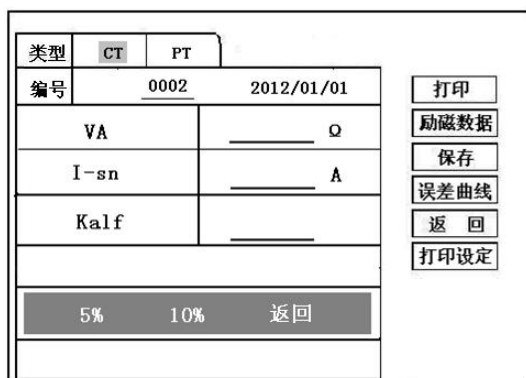 类型 CT PT
编号 0002 2012/01/01
VA Ω
I-sn A
Kalf
5% 10% 返回
打印
励磁数据
保存
误差曲线
返 回
打印设定